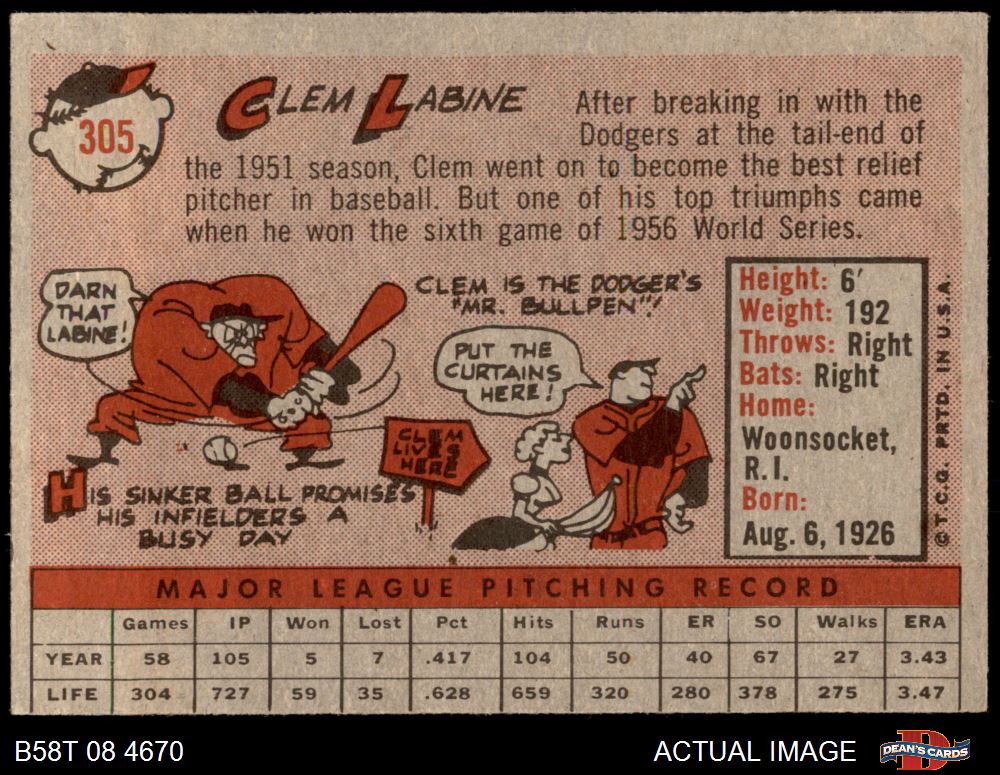 305
CLEM LABINE
After breaking in with the
Dodgers at the tail-end of
the 1951 season, Clem went on to become the best relief
pitcher in baseball. But one of his top triumphs came
when he won the sixth game of 1956 World Series.
DARN
THAT
LABINE!
CLEM IS THE DODGER'S
"MR. BULLPEN"!
PUT THE
CURTAINS
HERE!
CLEM
LIVES
HERE
HIS SINKER BALL PROMISES
HIS INFIELDERS A
BUSY DAY
Height: 6'
Weight: 192
Throws: Right
Bats: Right
Home:
Woonsocket,
R.I.
Born:
Aug. 6, 1926
© T.C.G. PRTD. IN U.S.A.
MAJOR LEAGUE PITCHING RECORD
Games IP Won Lost Pct Hits Runs ER SO Walks ERA
YEAR 58 105 5 7 .417 104 50 40 67 27 3.43
LIFE 304 727 59 35 .628 659 320 280 378 275 3.47
B58T 08 4670
ACTUAL IMAGE
DEAN'S CARDS